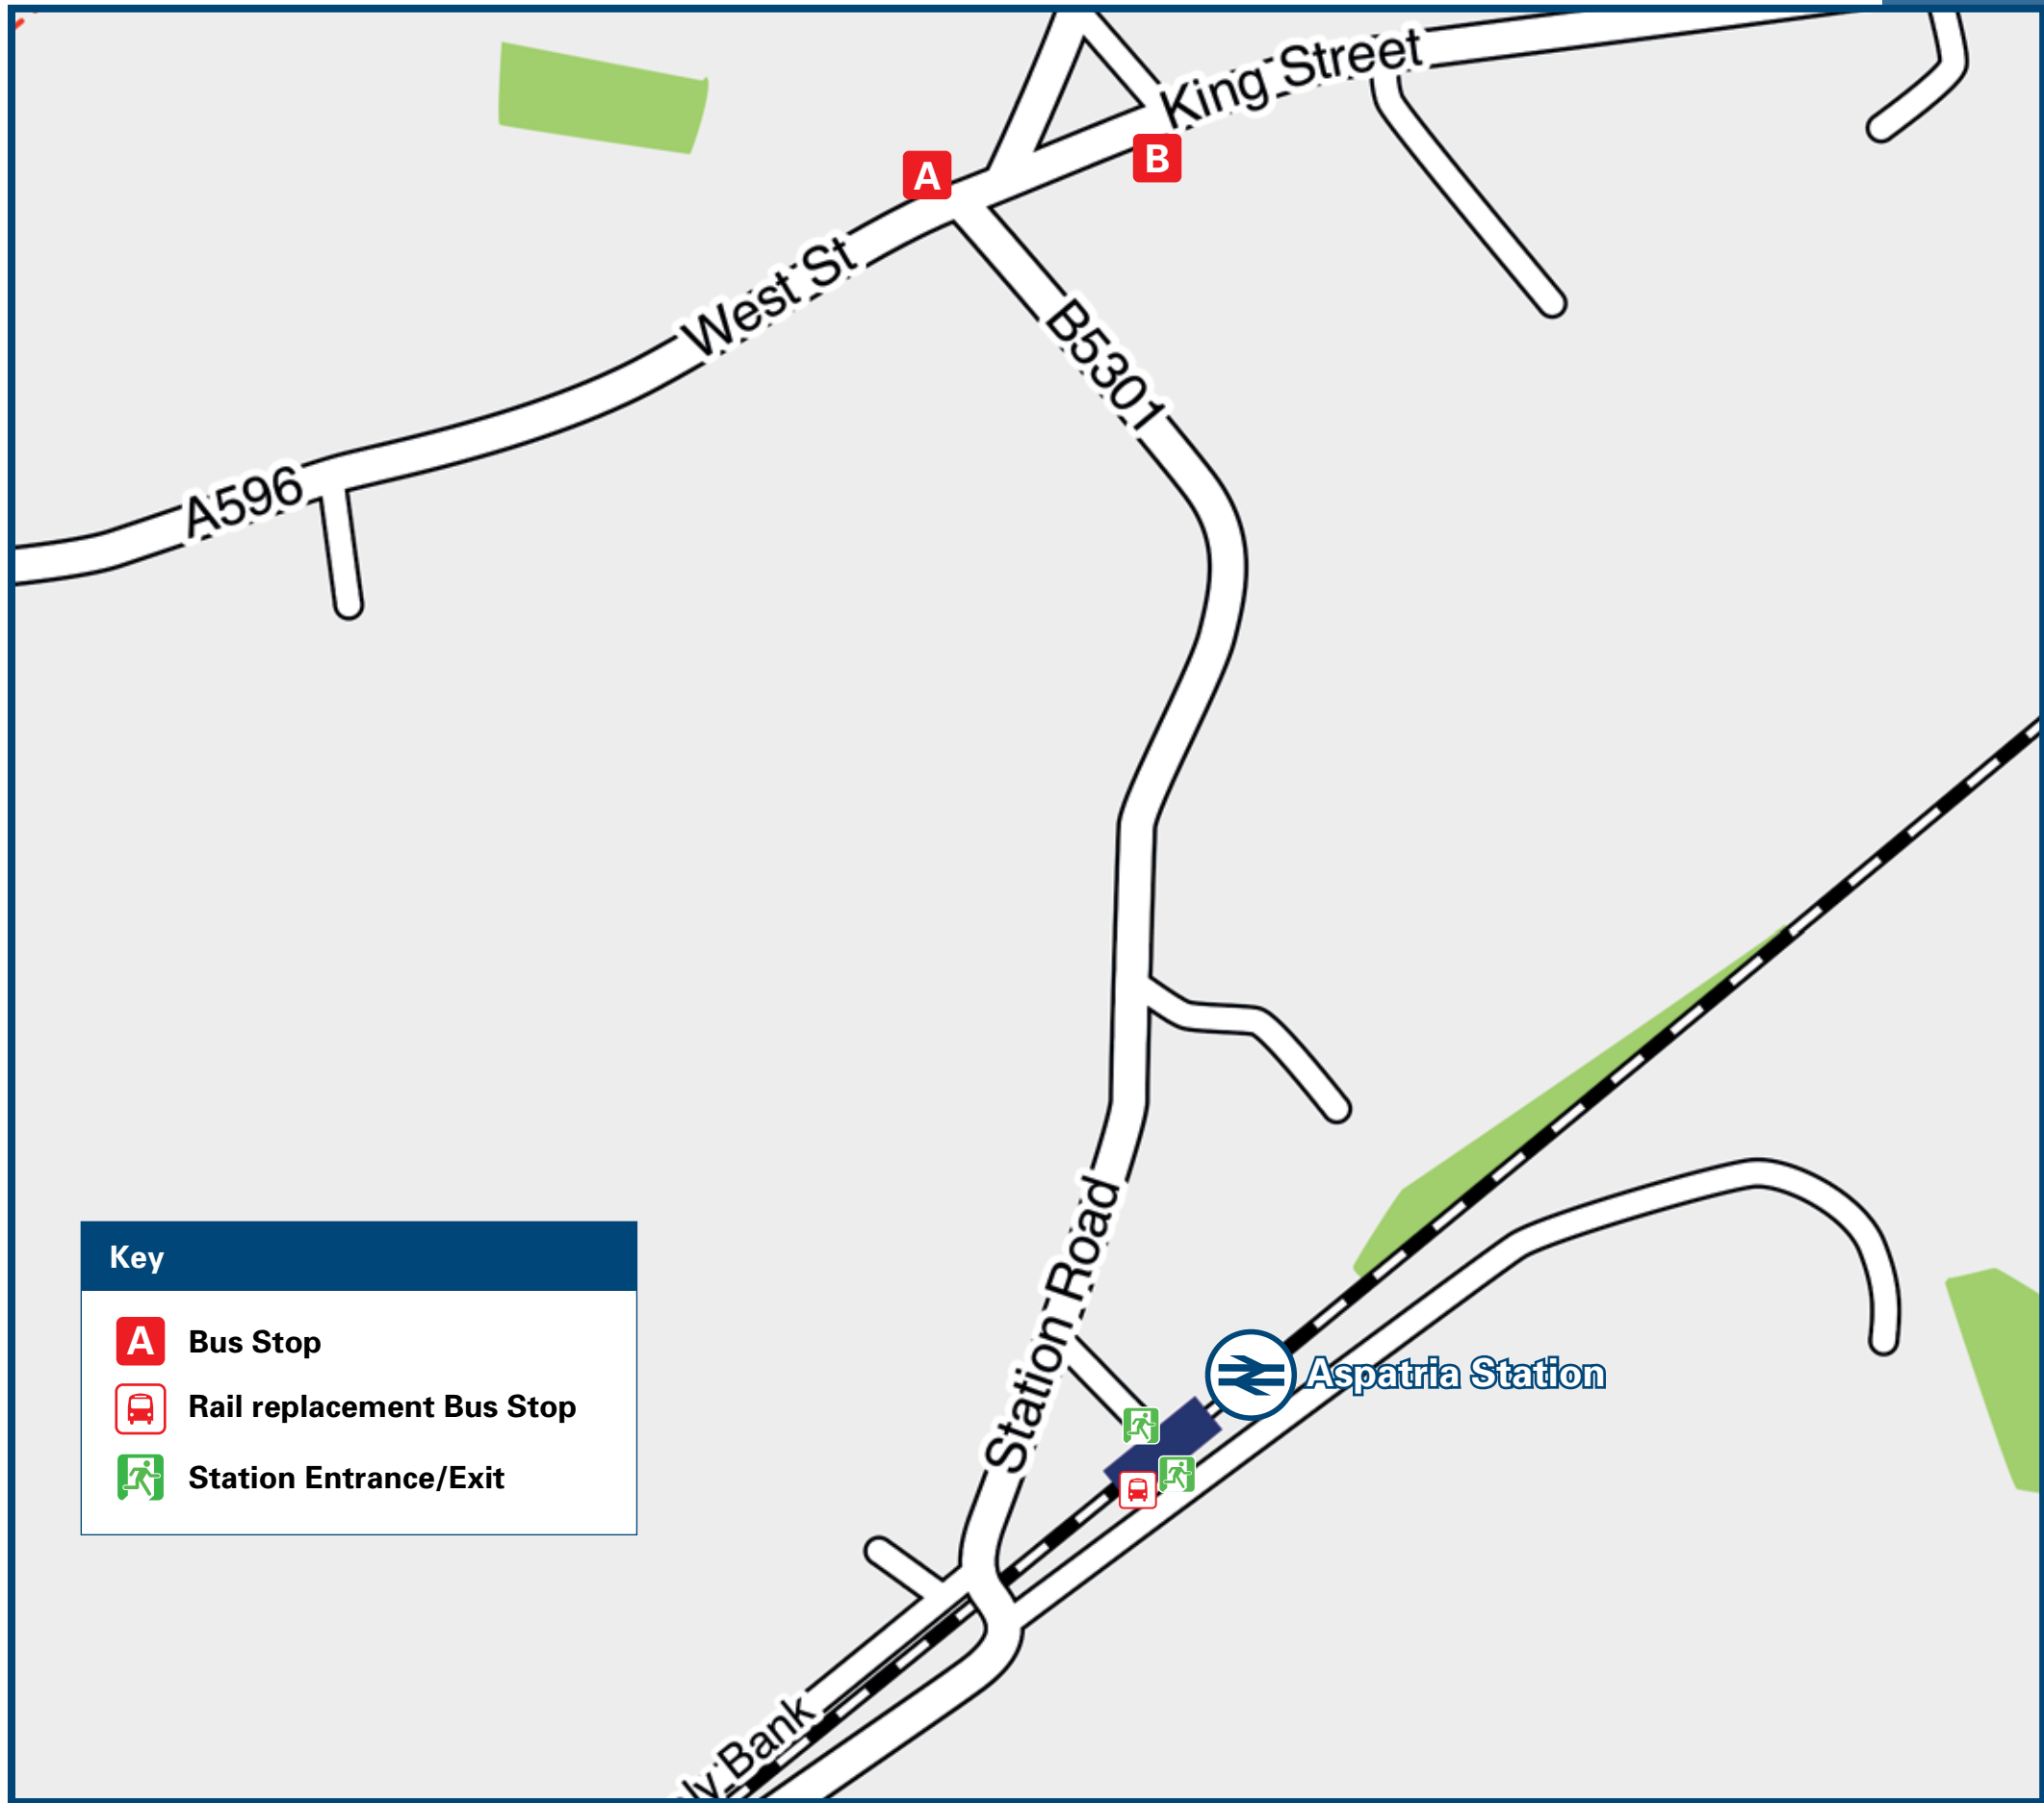 King Street
A
B
West St
B5301
A596
Station Road
Aspatria Station
Key
A Bus Stop
Rail replacement Bus Stop
Station Entrance/Exit
Bank